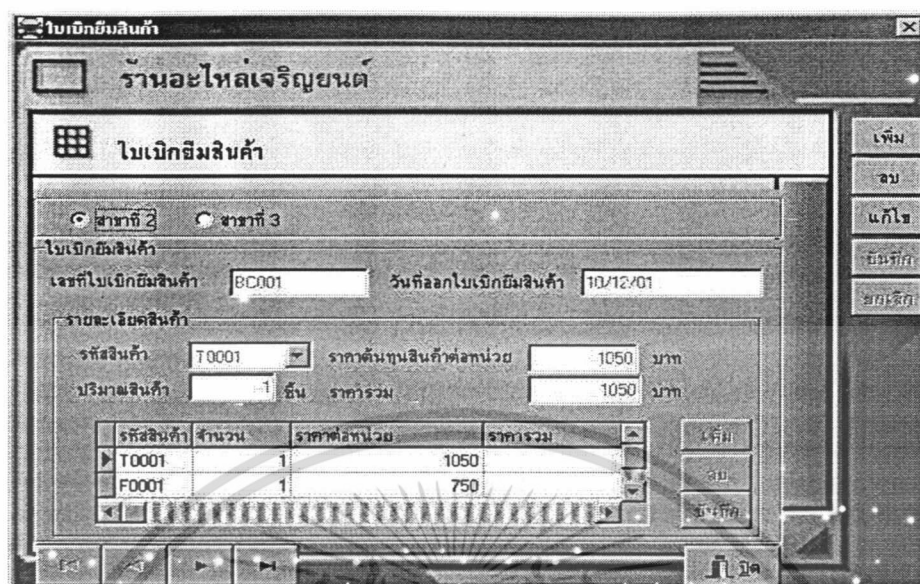 ใบเบิกยืมสินค้า
ร้านอะไหล่เจริญยนต์
ใบเบิกยืมสินค้า
เพิ่ม
ลบ
แก้ไข
บันทึก
ยกเลิก
สาขาที่ 2 สาขาที่ 3
ใบเบิกยืมสินค้า
เลขที่ใบเบิกยืมสินค้า BC001 วันที่ออกใบเบิกยืมสินค้า 10/12/01
รายละเอียดสินค้า
รหัสสินค้า T0001 ราคาต้นทุนสินค้าต่อหน่วย 1050 บาท
ปริมาณสินค้า 1 ชิ้น ราคารวม 1050 บาท
รหัสสินค้า จำนวน ราคาต่อหน่วย ราคารวม
T0001 1 1050
F0001 1 750
เพิ่ม
ลบ
บันทึก
ปิด